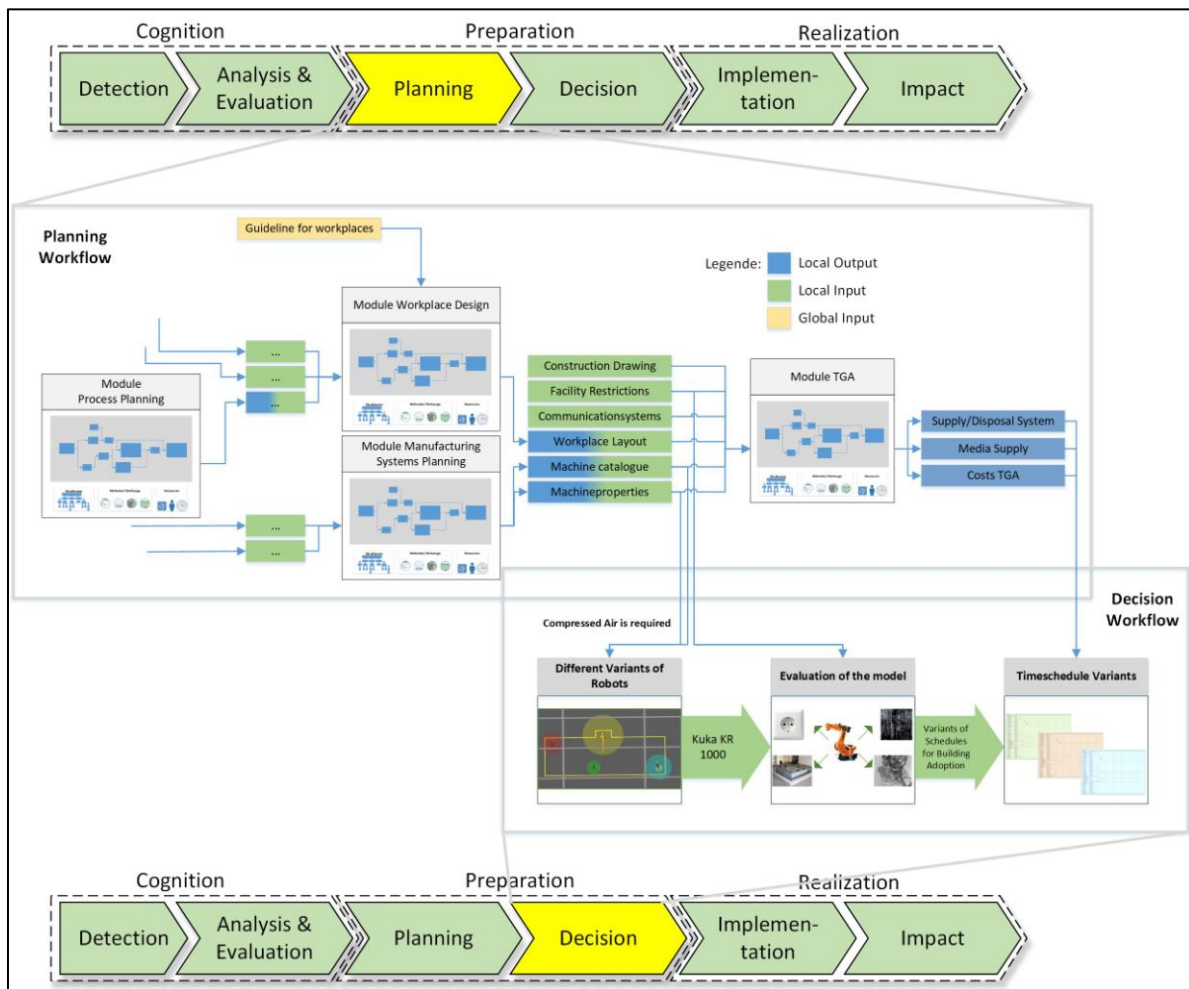 Cognition
Preparation
Realization
Detection
Analysis &
Evaluation
Planning
Decision
Implemen-
tation
Impact
Planning
Workflow
Guideline for workplaces
Legende:
Local Output
Local Input
Global Input
Module Workplace Design
...
...
...
Module
Process Planning
Module Manufacturing
Systems Planning
...
...
Construction Drawing
Facility Restrictions
Communicationsystems
Workplace Layout
Machine catalogue
Machineproperties
Module TGA
Supply/Disposal System
Media Supply
Costs TGA
Decision
Workflow
Compressed Air is required
Different Variants of
Robots
Kuka KR
1000
Evaluation of the model
Variants of
Schedules
for Building
Adoption
Timeschedule Variants
Cognition
Preparation
Realization
Detection
Analysis &
Evaluation
Planning
Decision
Implemen-
tation
Impact